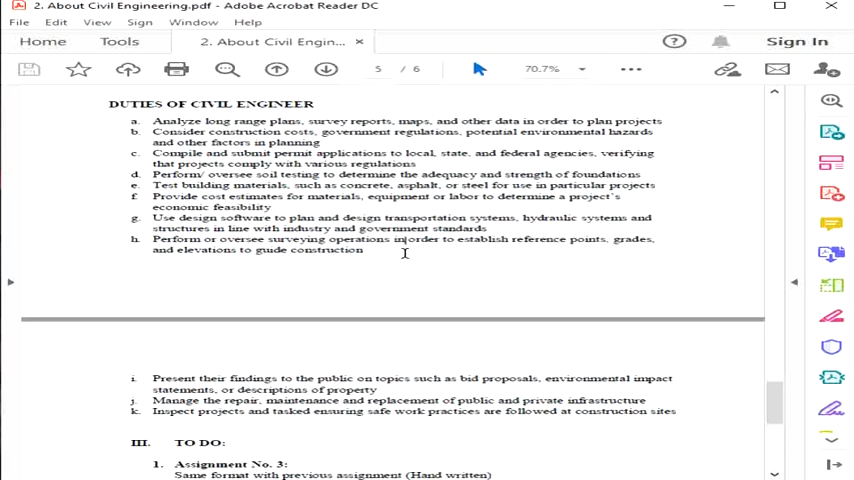 2. About Civil Engineering.pdf - Adobe Acrobat Reader DC
File Edit View Sign Window Help
Home Tools 2. About Civil Engin... × Sign In
5 / 6 70.7%
DUTIES OF CIVIL ENGINEER
a. Analyze long range plans, survey reports, maps, and other data in order to plan projects
b. Consider construction costs, government regulations, potential environmental hazards
and other factors in planning
c. Compile and submit permit applications to local, state. and federal agencies, verifying
that projects comply with various regulations
d. Perform/ oversee soil testing to determine the adequacy and strength of foundations
e. Test building materials, such as concrete, asphalt, or steel for use in particular projects
f. Provide cost estimates for materials, equipment or labor to determine a project's
economic feasibility
g. Use design software to plan and design transportation systems, hydraulic systems and
structures in line with industry and government standards
h. Perform or oversee surveying operations in order to establish reference points, grades,
and elevations to guide construction
i. Present their findings to the public on topics such as bid proposals, environmental impact
statements, or descriptions of property
j. Manage the repair, maintenance and replacement of public and private infrastructure
k. Inspect projects and tasked ensuring safe work practices are followed at construction sites
III. TO DO:
1. Assignment No. 3:
Same format with previous assignment (Hand written)